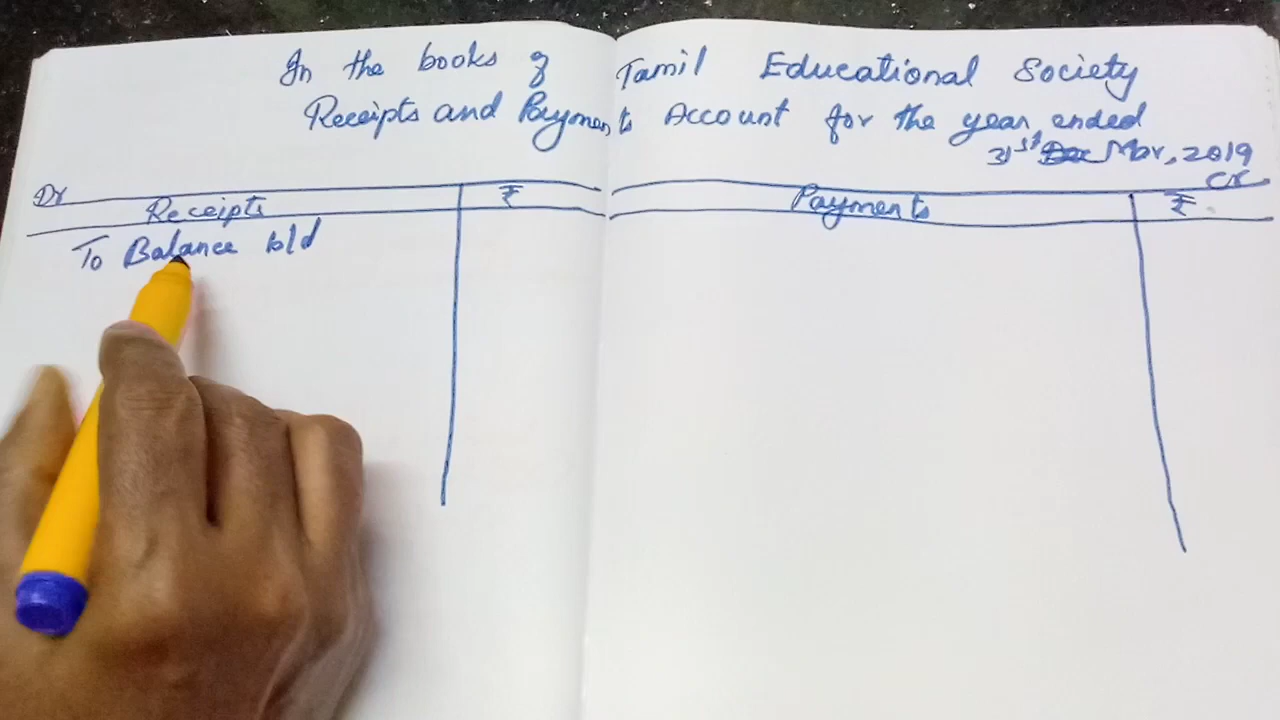 In the books of Tamil Educational Society
Receipts and Payments Account for the year ended
31st Mar, 2019
Dr Cr
Receipts ₹ Payments ₹
To Balance b/d